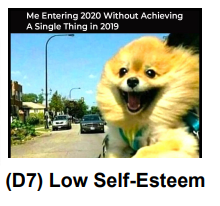 Me Entering 2020 Without Achieving
A Single Thing in 2019
(D7) Low Self-Esteem